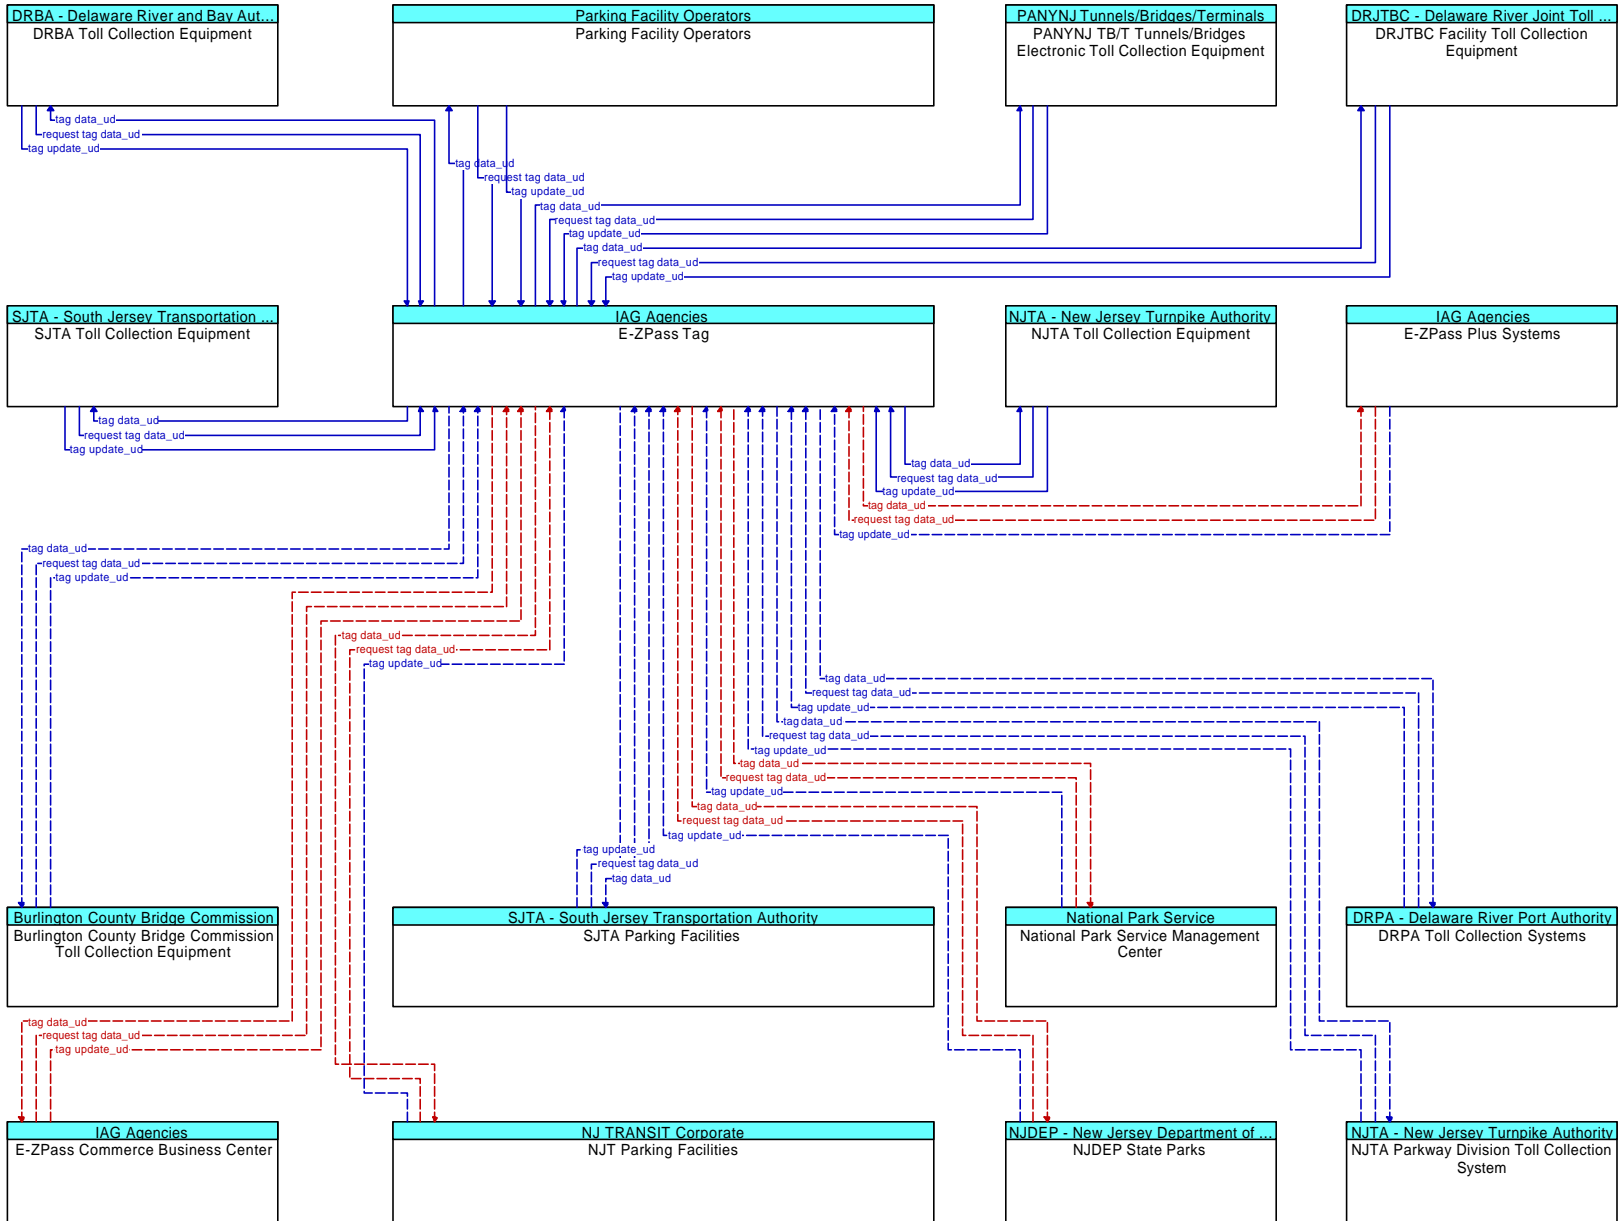 DRBA - Delaware River and Bay Aut...
DRBA Toll Collection Equipment
Parking Facility Operators
Parking Facility Operators
PANYNJ Tunnels/Bridges/Terminals
PANYNJ TB/T Tunnels/Bridges
Electronic Toll Collection Equipment
DRJTBC - Delaware River Joint Toll ...
DRJTBC Facility Toll Collection
Equipment
tag data_ud
request tag data_ud
tag update_ud
tag data_ud
request tag data_ud
tag update_ud
tag data_ud
request tag data_ud
tag update_ud
tag data_ud
request tag data_ud
tag update_ud
SJTA - South Jersey Transportation ...
SJTA Toll Collection Equipment
IAG Agencies
E-ZPass Tag
NJTA - New Jersey Turnpike Authority
NJTA Toll Collection Equipment
IAG Agencies
E-ZPass Plus Systems
tag data_ud
request tag data_ud
tag update_ud
tag data_ud
request tag data_ud
tag update_ud
tag data_ud
request tag data_ud
tag update_ud
tag data_ud
request tag data_ud
tag update_ud
tag data_ud
request tag data_ud
tag update_ud
tag data_ud
request tag data_ud
tag update_ud
tag data_ud
request tag data_ud
tag update_ud
tag data_ud
request tag data_ud
tag update_ud
tag data_ud
request tag data_ud
tag update_ud
tag update_ud
request tag data_ud
tag data_ud
Burlington County Bridge Commission
Burlington County Bridge Commission
Toll Collection Equipment
SJTA - South Jersey Transportation Authority
SJTA Parking Facilities
National Park Service
National Park Service Management
Center
DRPA - Delaware River Port Authority
DRPA Toll Collection Systems
tag data_ud
request tag data_ud
tag update_ud
IAG Agencies
E-ZPass Commerce Business Center
NJ TRANSIT Corporate
NJT Parking Facilities
NJDEP - New Jersey Department of ...
NJDEP State Parks
NJTA - New Jersey Turnpike Authority
NJTA Parkway Division Toll Collection
System